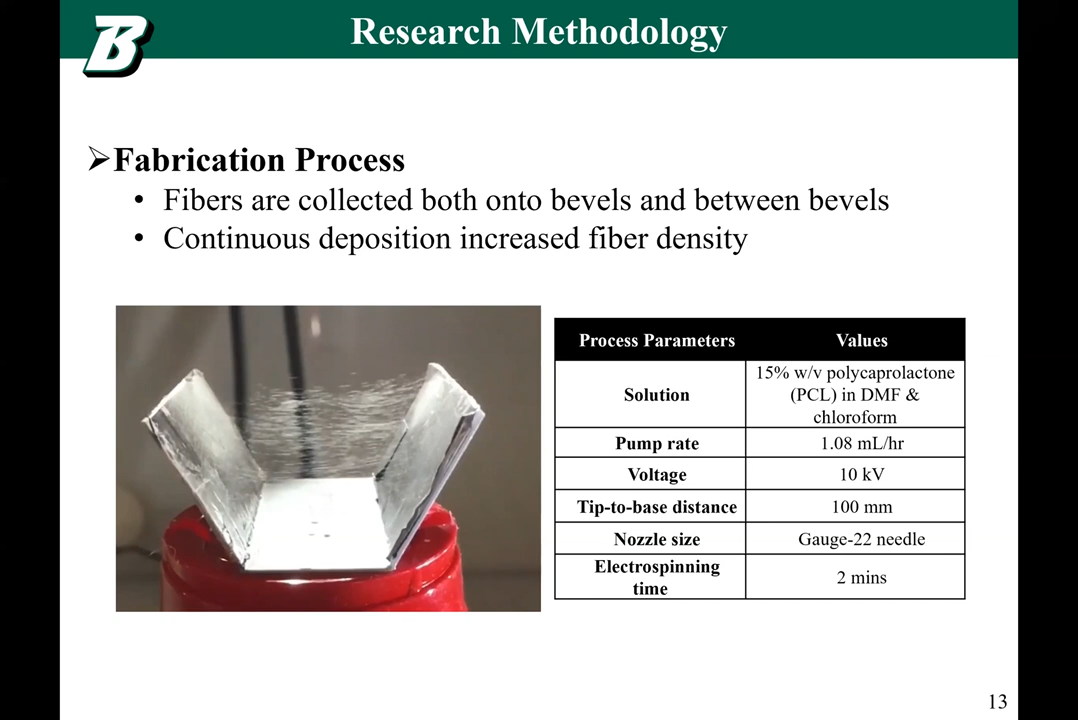 B
Research Methodology
➢Fabrication Process
• Fibers are collected both onto bevels and between bevels
• Continuous deposition increased fiber density
Process Parameters Values
Solution 15% w/v polycaprolactone
(PCL) in DMF &
chloroform
Pump rate 1.08 mL/hr
Voltage 10 kV
Tip-to-base distance 100 mm
Nozzle size Gauge-22 needle
Electrospinning
time 2 mins
13